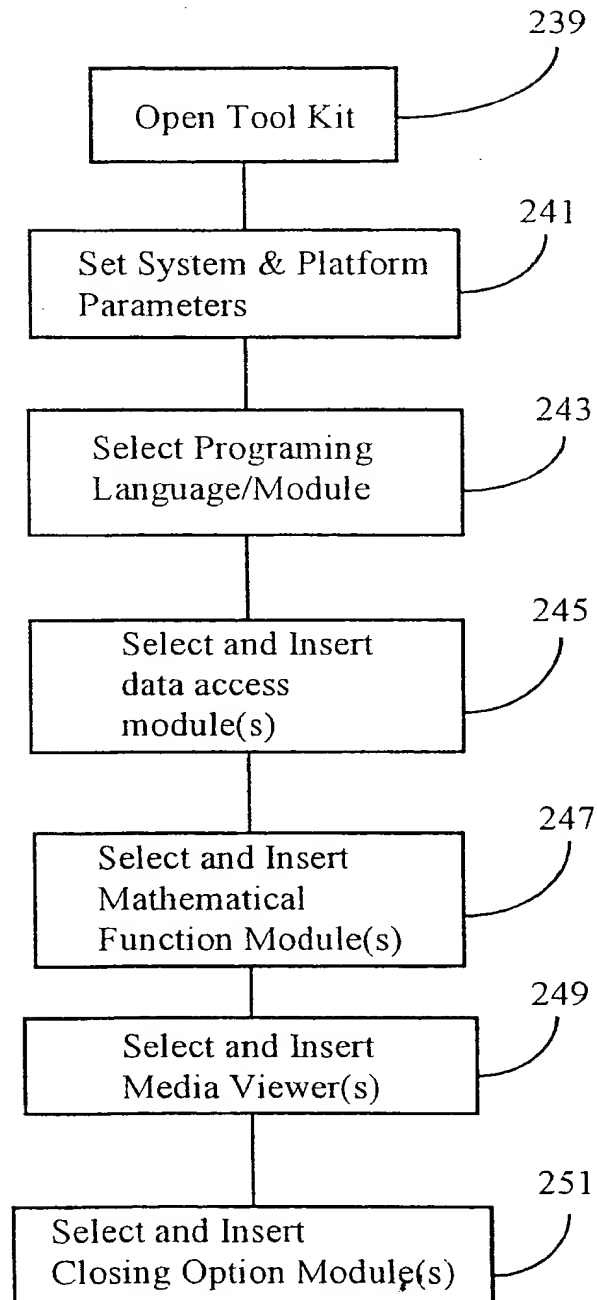 239
Open Tool Kit
241
Set System & Platform
Parameters
243
Select Programing
Language/Module
245
Select and Insert
data access
module(s)
247
Select and Insert
Mathematical
Function Module(s)
249
Select and Insert
Media Viewer(s)
251
Select and Insert
Closing Option Module(s)